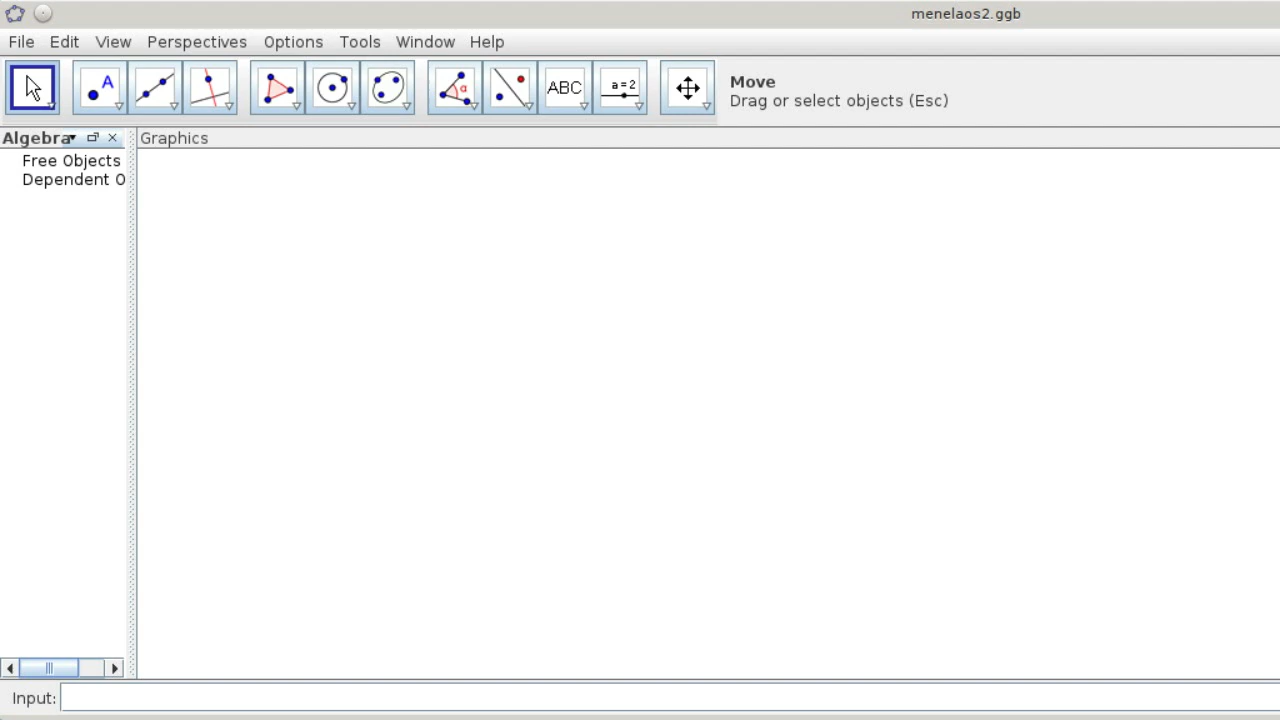 menelaos2.ggb
File Edit View Perspectives Options Tools Window Help
A α ABC a=2
Move
Drag or select objects (Esc)
Algebra Graphics
Free Objects
Dependent O
Input: